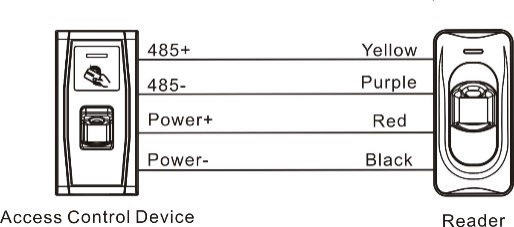 485+ Yellow
485- Purple
Power+ Red
Power- Black
Access Control Device
Reader